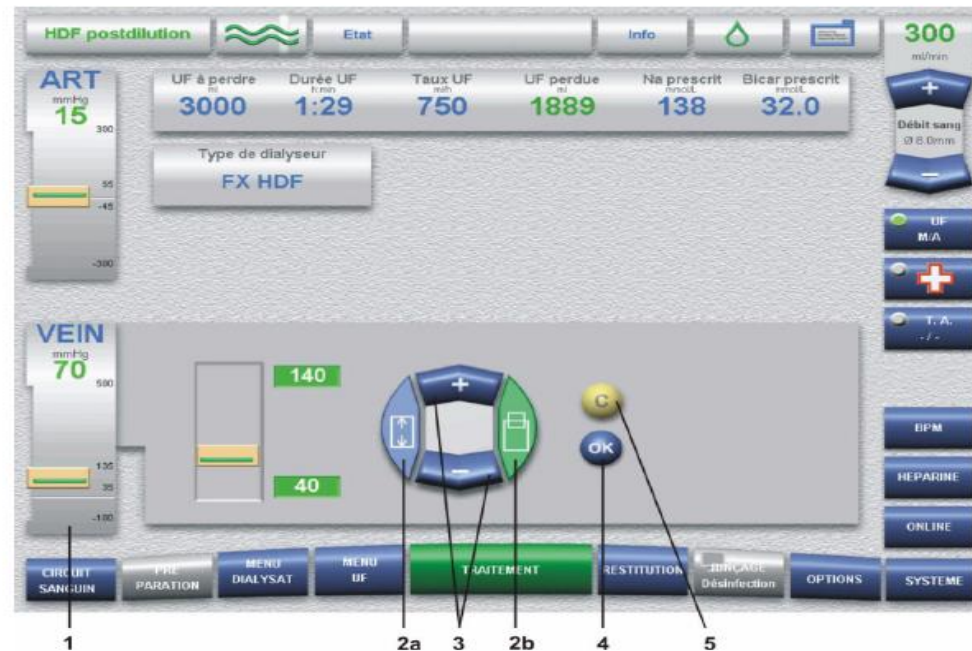 HDF postdilution
Etat
Info
300
ml/min
ART
mmHg
15
300
55
-45
-300
UF à perdre Durée UF Taux UF UF perdue Na prescrit Bicar prescrit
ml h:min ml/h ml mmol/L mmol/L
3000 1:29 750 1889 138 32.0
Type de dialyseur
FX HDF
+
Débit sang
Ø 8.0mm
–
UF
M/A
T. A.
- / -
VEIN
mmHg
70
500
135
35
-100
140
40
+
–
C
OK
BPM
HEPARINE
ONLINE
CIRCUIT
SANGUIN
PRE
PARATION
MENU
DIALYSAT
MENU
UF
TRAITEMENT
RESTITUTION
RINÇAGE
Désinfection
OPTIONS
SYSTEME
1 2a 3 2b 4 5